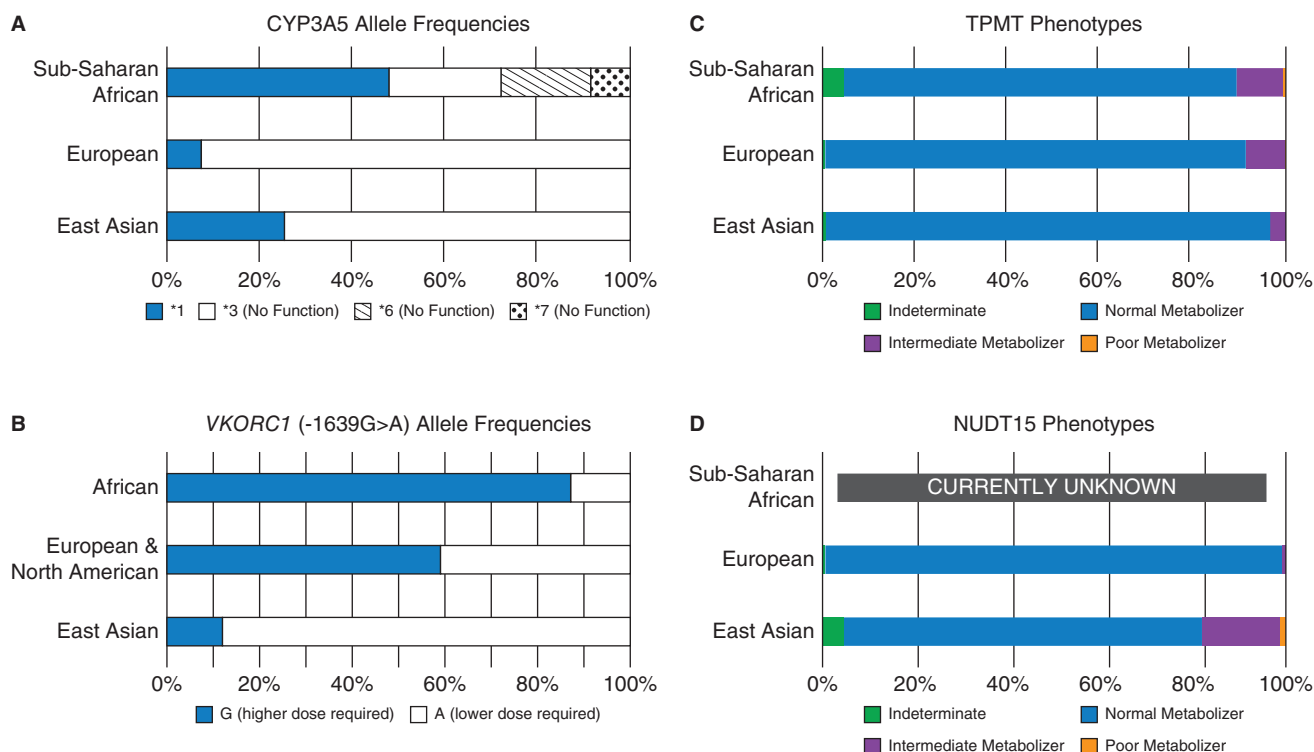 A
CYP3A5 Allele Frequencies
Sub-Saharan
African
European
East Asian
0% 20% 40% 60% 80% 100%
*1 *3 (No Function) *6 (No Function) *7 (No Function)
B
VKORC1 (-1639G>A) Allele Frequencies
African
European &
North American
East Asian
0% 20% 40% 60% 80% 100%
G (higher dose required) A (lower dose required)
C
TPMT Phenotypes
Sub-Saharan
African
European
East Asian
0% 20% 40% 60% 80% 100%
Indeterminate Normal Metabolizer
Intermediate Metabolizer Poor Metabolizer
D
NUDT15 Phenotypes
Sub-Saharan
African
CURRENTLY UNKNOWN
European
East Asian
0% 20% 40% 60% 80% 100%
Indeterminate Normal Metabolizer
Intermediate Metabolizer Poor Metabolizer